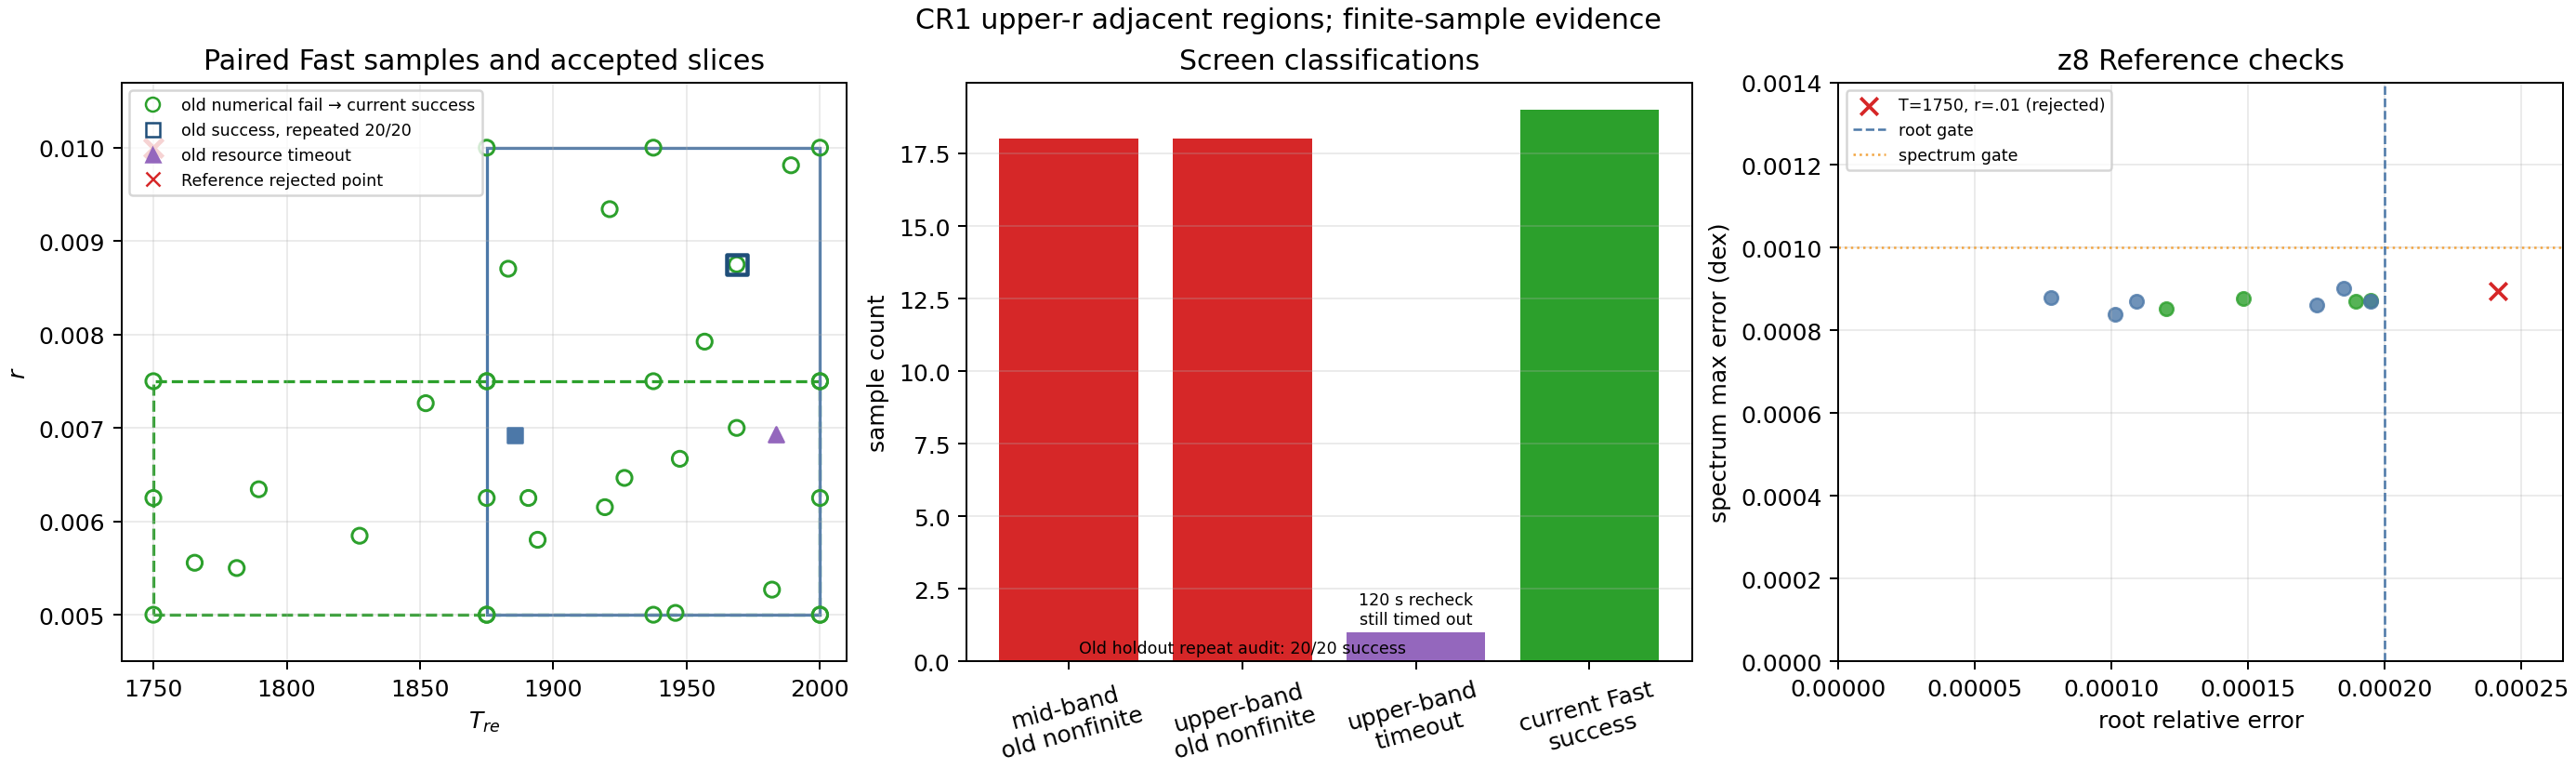 CR1 upper-r adjacent regions; finite-sample evidence
Paired Fast samples and accepted slices
old numerical fail → current success
old success, repeated 20/20
old resource timeout
Reference rejected point
0.010
0.009
0.008
0.007
0.006
0.005
r
1750
1800
1850
1900
1950
2000
T_re
Screen classifications
17.5
15.0
12.5
10.0
7.5
5.0
2.5
0.0
sample count
120 s recheck
still timed out
Old holdout repeat audit: 20/20 success
mid-band
old nonfinite
upper-band
old nonfinite
upper-band
timeout
current Fast
success
z8 Reference checks
T=1750, r=.01 (rejected)
root gate
spectrum gate
0.0014
0.0012
0.0010
0.0008
0.0006
0.0004
0.0002
0.0000
spectrum max error (dex)
0.00000
0.00005
0.00010
0.00015
0.00020
0.00025
root relative error